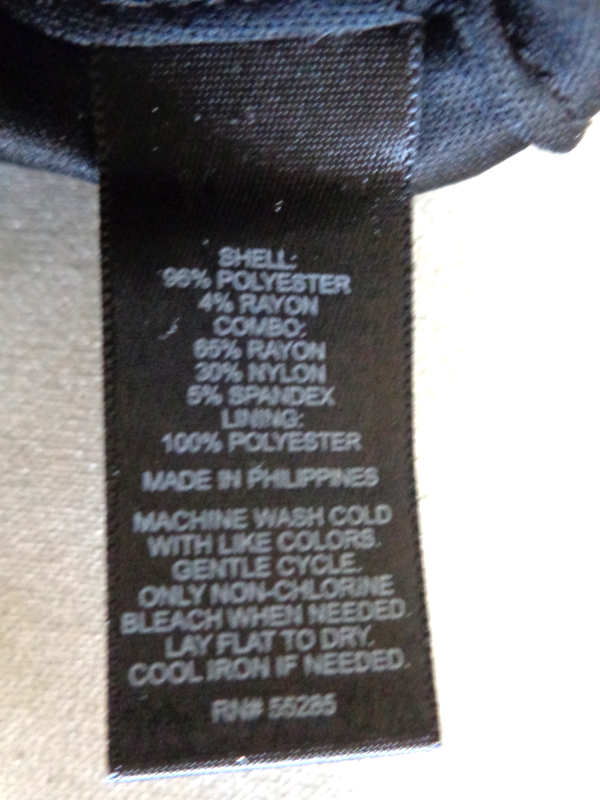 SHELL:
96% POLYESTER
4% RAYON
COMBO:
65% RAYON
30% NYLON
5% SPANDEX
LINING:
100% POLYESTER
MADE IN PHILIPPINES
MACHINE WASH COLD
WITH LIKE COLORS.
GENTLE CYCLE.
ONLY NON-CHLORINE
BLEACH WHEN NEEDED.
LAY FLAT TO DRY.
COOL IRON IF NEEDED.
RN# 55285